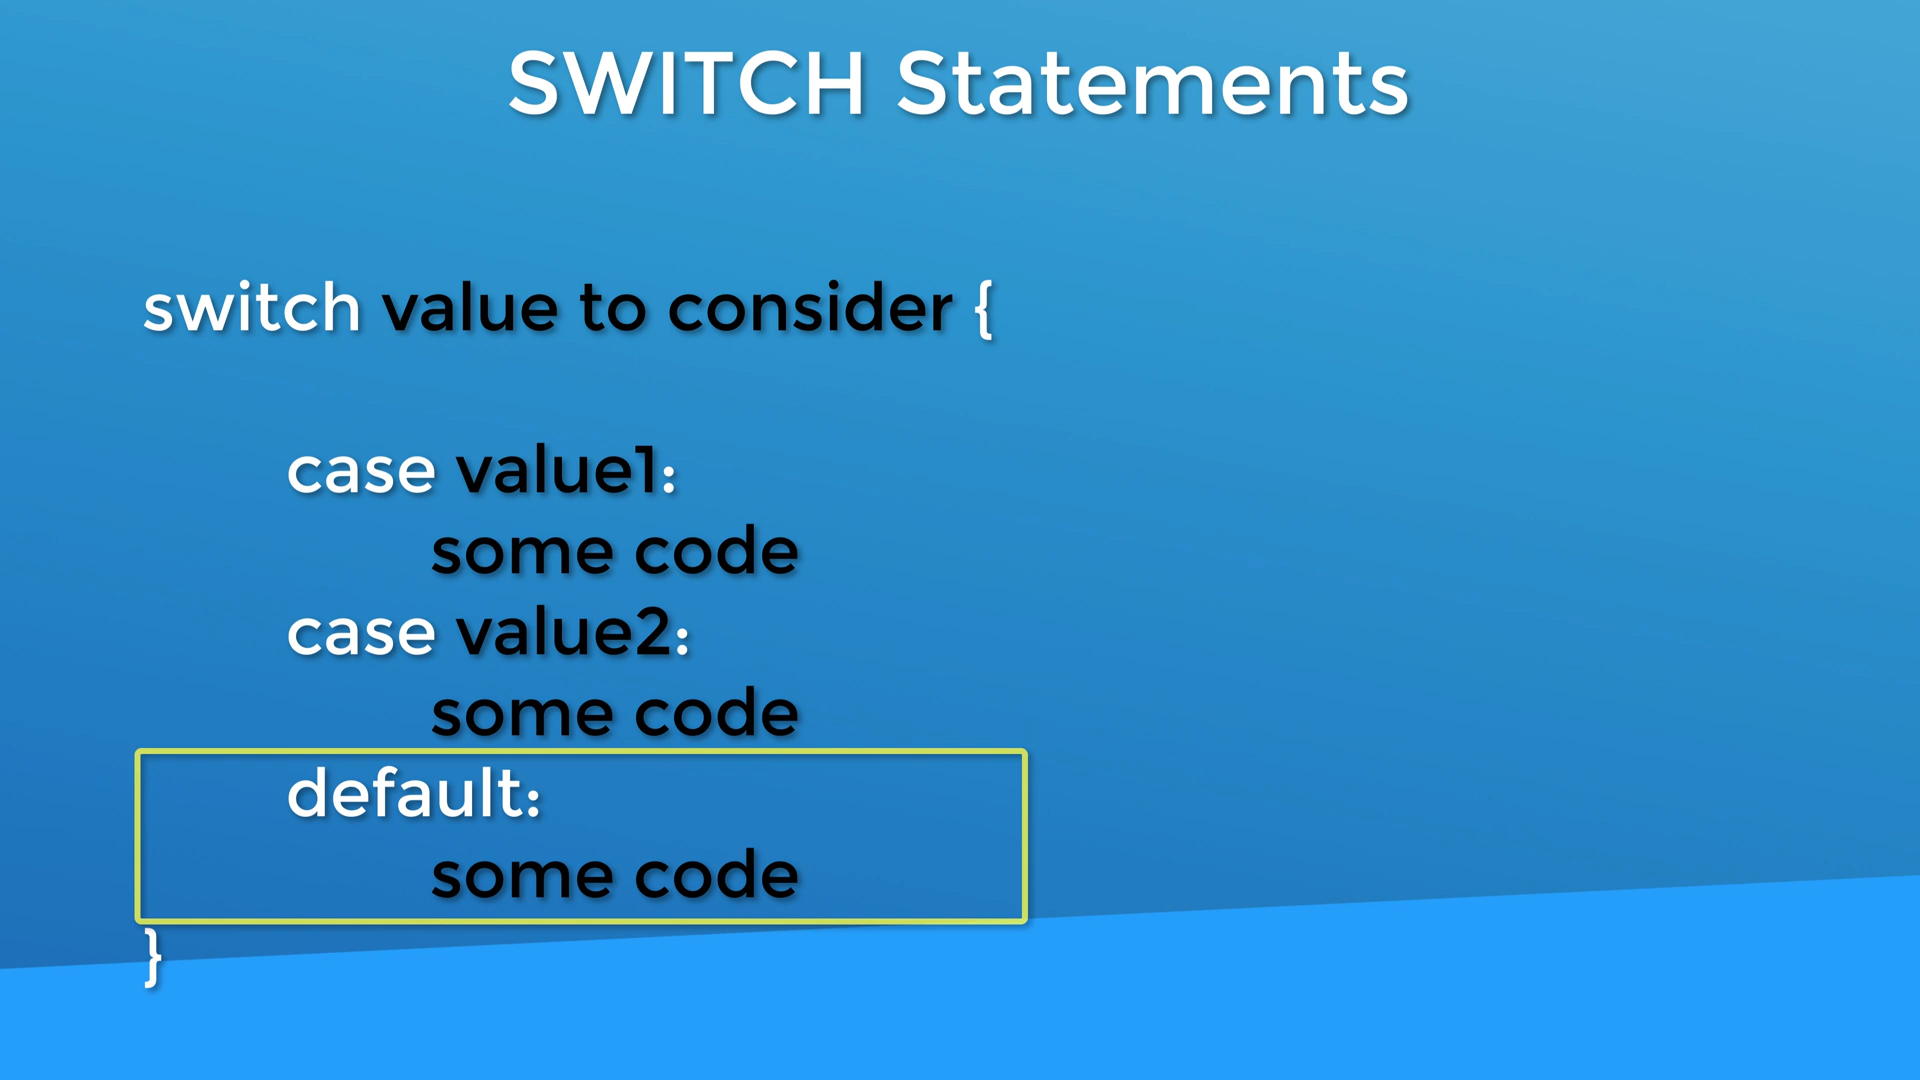 SWITCH Statements
switch value to consider {
case value1:
some code
case value2:
some code
default:
some code
}